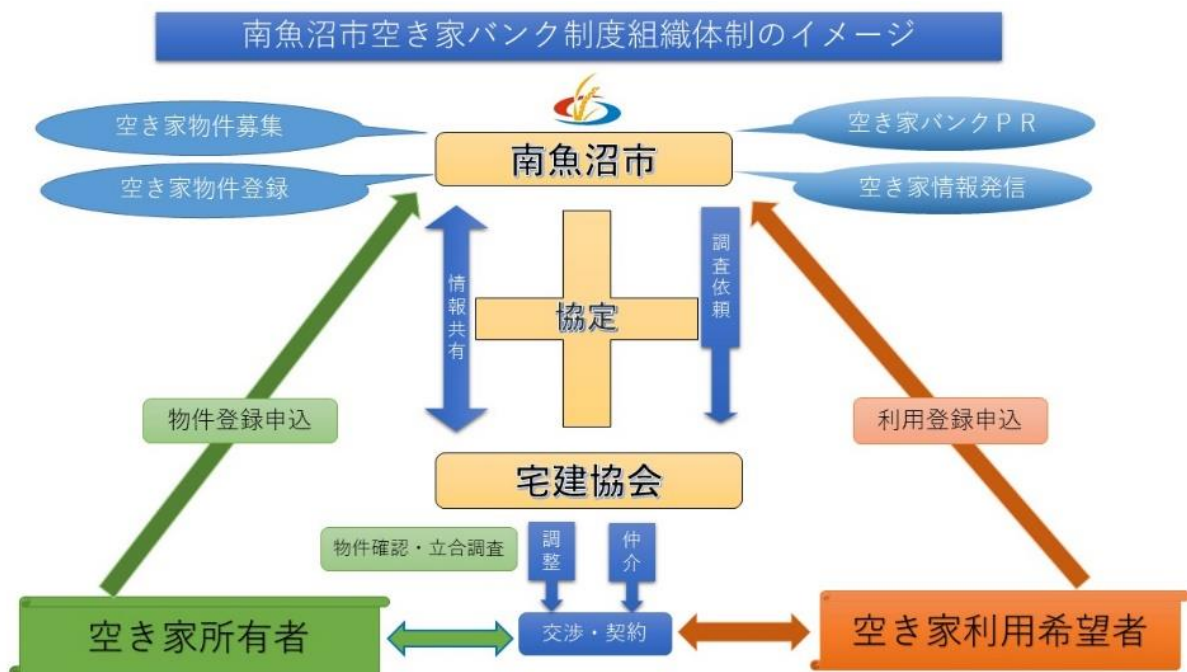 南魚沼市空き家バンク制度組織体制のイメージ
空き家物件募集
空き家バンクＰＲ
南魚沼市
空き家物件登録
空き家情報発信
情報共有
協定
調査依頼
物件登録申込
利用登録申込
宅建協会
物件確認・立合調査
調整
仲介
空き家所有者
交渉・契約
空き家利用希望者